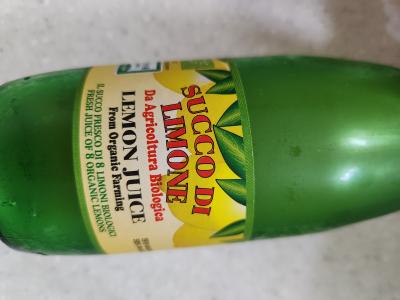 SUCCO DI
LIMONE
Da Agricoltura Biologica
LEMON JUICE
From Organic Farming
IL SUCCO FRESCO DI 8 LIMONI BIOLOGICI
FRESH JUICE OF 8 ORGANIC LEMONS